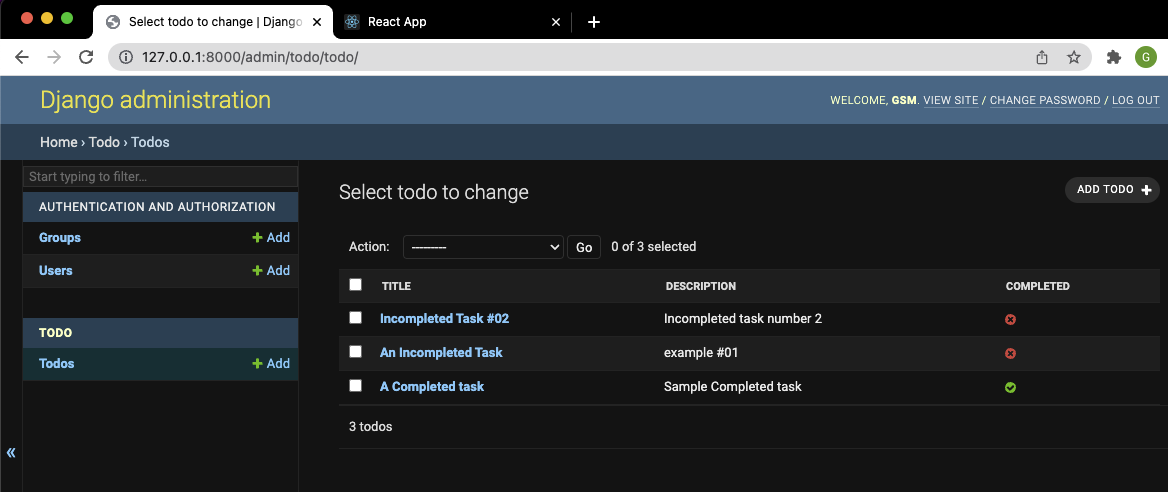 Select todo to change | Django
React App
127.0.0.1:8000/admin/todo/todo/
G
Django administration
WELCOME, GSM. VIEW SITE / CHANGE PASSWORD / LOG OUT
Home › Todo › Todos
Start typing to filter…
AUTHENTICATION AND AUTHORIZATION
Groups + Add
Users + Add
TODO
Todos + Add
«
Select todo to change
ADD TODO +
Action: --------- Go 0 of 3 selected
TITLE DESCRIPTION COMPLETED
Incompleted Task #02 Incompleted task number 2
An Incompleted Task example #01
A Completed task Sample Completed task
3 todos